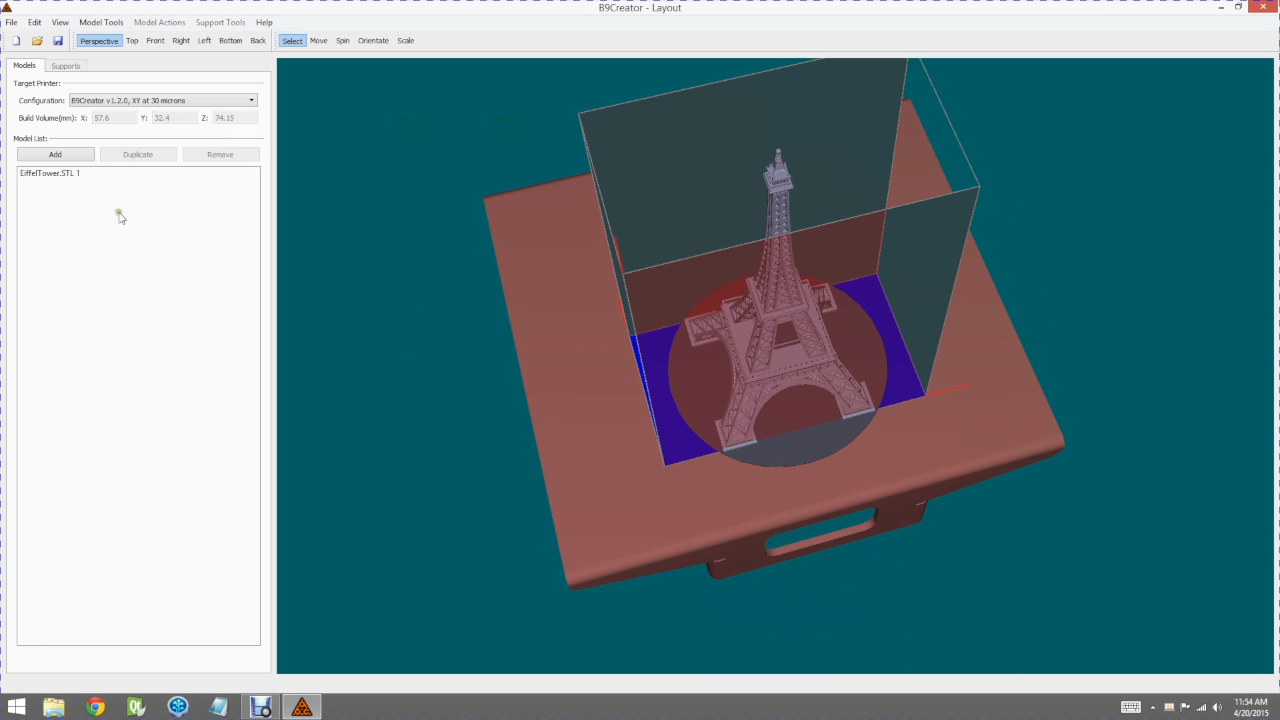 B9Creator - Layout
File Edit View Model Tools Model Actions Support Tools Help
Perspective Top Front Right Left Bottom Back Select Move Spin Orientate Scale
Models Supports
Target Printer:
Configuration: B9Creator v1.2.0, XY at 30 microns
Build Volume(mm): X: 57.6 Y: 32.4 Z: 74.15
Model List:
Add Duplicate Remove
EiffelTower.STL 1
11:54 AM
4/20/2015